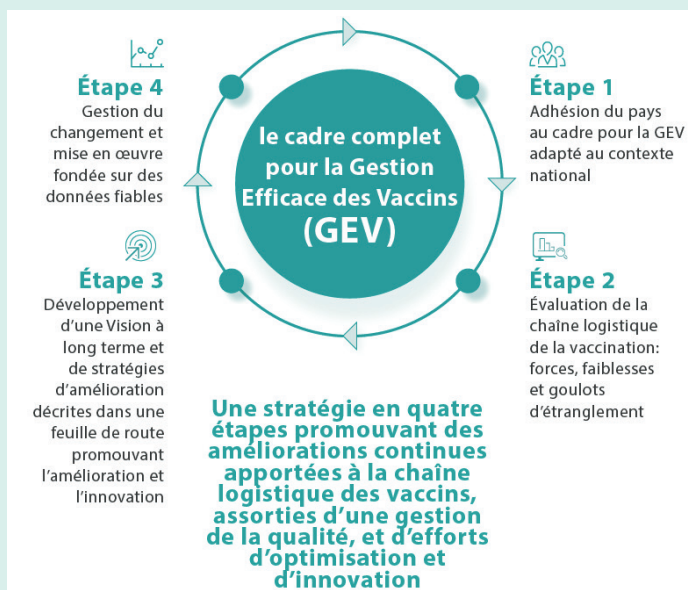 le cadre complet
pour la Gestion
Efficace des Vaccins
(GEV)
Étape 1
Adhésion du pays
au cadre pour la GEV
adapté au contexte
national
Étape 2
Évaluation de la
chaîne logistique
de la vaccination:
forces, faiblesses
et goulots
d’étranglement
Étape 3
Développement
d’une Vision à
long terme et
de stratégies
d’amélioration
décrites dans une
feuille de route
promouvant
l’amélioration et
l’innovation
Étape 4
Gestion du
changement et
mise en œuvre
fondée sur des
données fiables
Une stratégie en quatre
étapes promouvant des
améliorations continues
apportées à la chaîne
logistique des vaccins,
assorties d’une gestion
de la qualité, et d’efforts
d’optimisation et
d’innovation